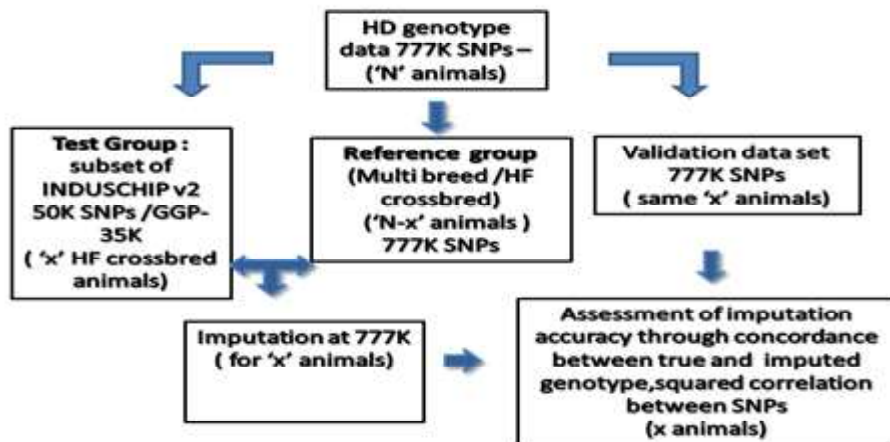 HD genotype
data 777K SNPs –
('N' animals)
Test Group :
subset of
INDUSCHIP v2
50K SNPs /GGP-
35K
( 'x' HF crossbred
animals)
Reference group
(Multi breed /HF
crossbred)
('N-x' animals )
777K SNPs
Validation data set
777K SNPs
( same 'x' animals)
Imputation at 777K
( for 'x' animals)
Assessment of imputation
accuracy through concordance
between true and imputed
genotype,squared correlation
between SNPs
(x animals)